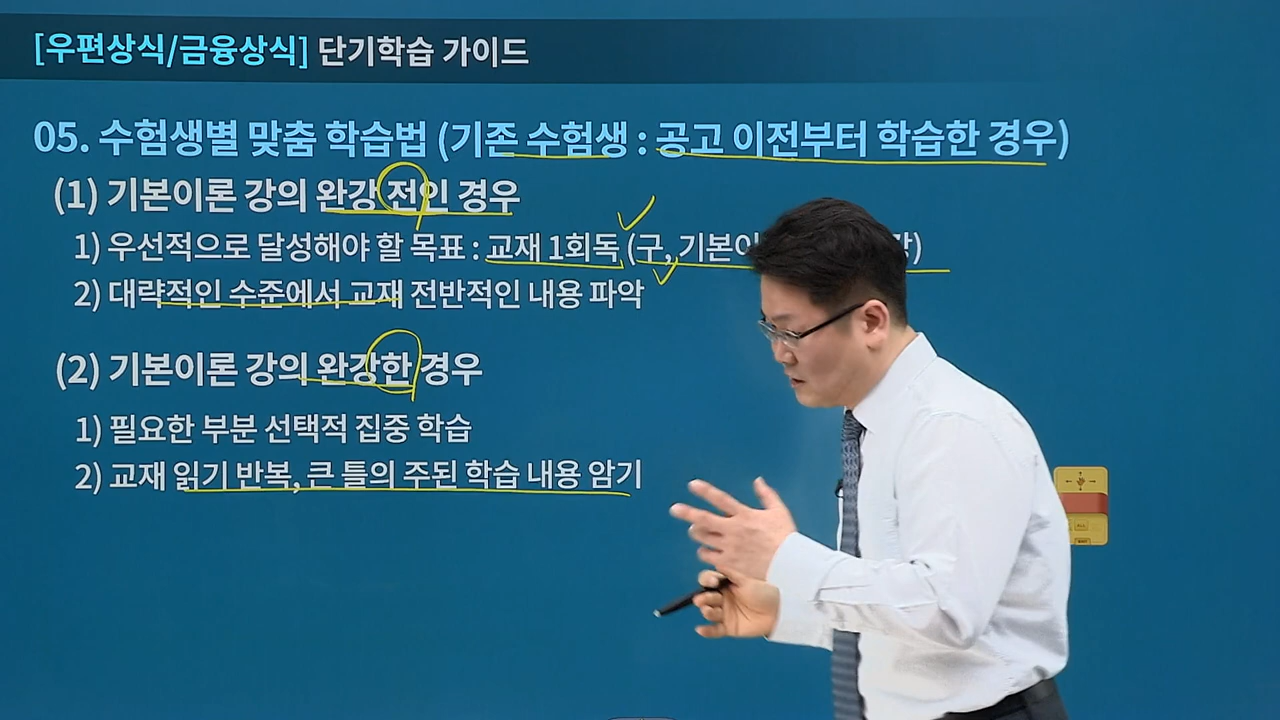 [우편상식/금융상식] 단기학습 가이드
05. 수험생별 맞춤 학습법 (기존 수험생 : 공고 이전부터 학습한 경우)
(1) 기본이론 강의 완강 전인 경우
1) 우선적으로 달성해야 할 목표 : 교재 1회독 (구, 기본이 강)
2) 대략적인 수준에서 교재 전반적인 내용 파악
(2) 기본이론 강의 완강한 경우
1) 필요한 부분 선택적 집중 학습
2) 교재 읽기 반복, 큰 틀의 주된 학습 내용 암기